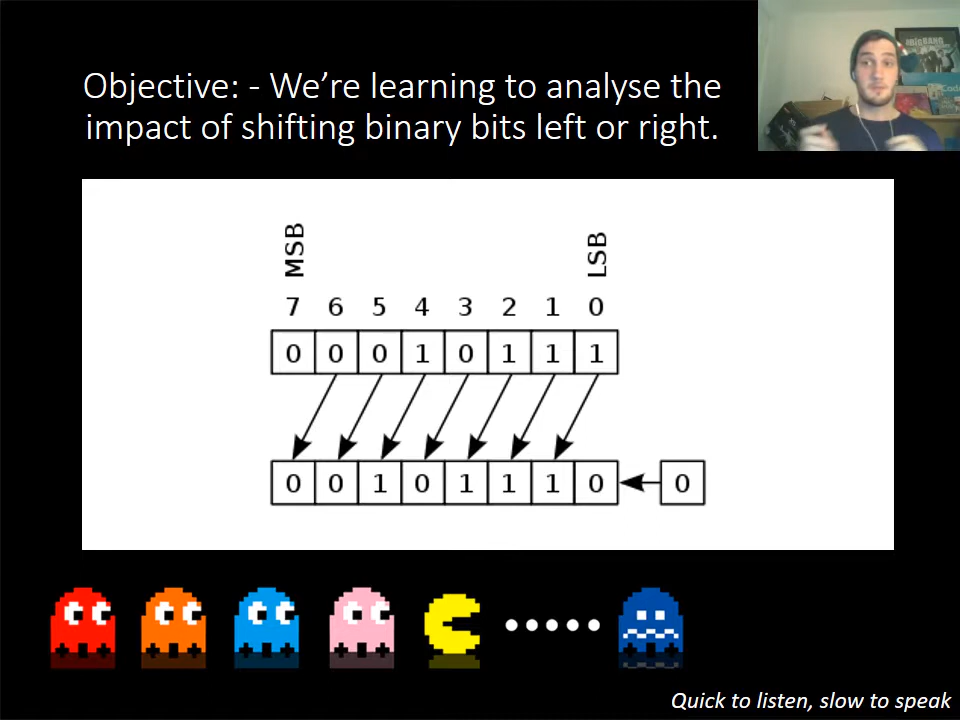 Objective: - We're learning to analyse the
impact of shifting binary bits left or right.
MSB LSB
7 6 5 4 3 2 1 0
0 0 0 1 0 1 1 1
0 0 1 0 1 1 1 0 0
Quick to listen, slow to speak